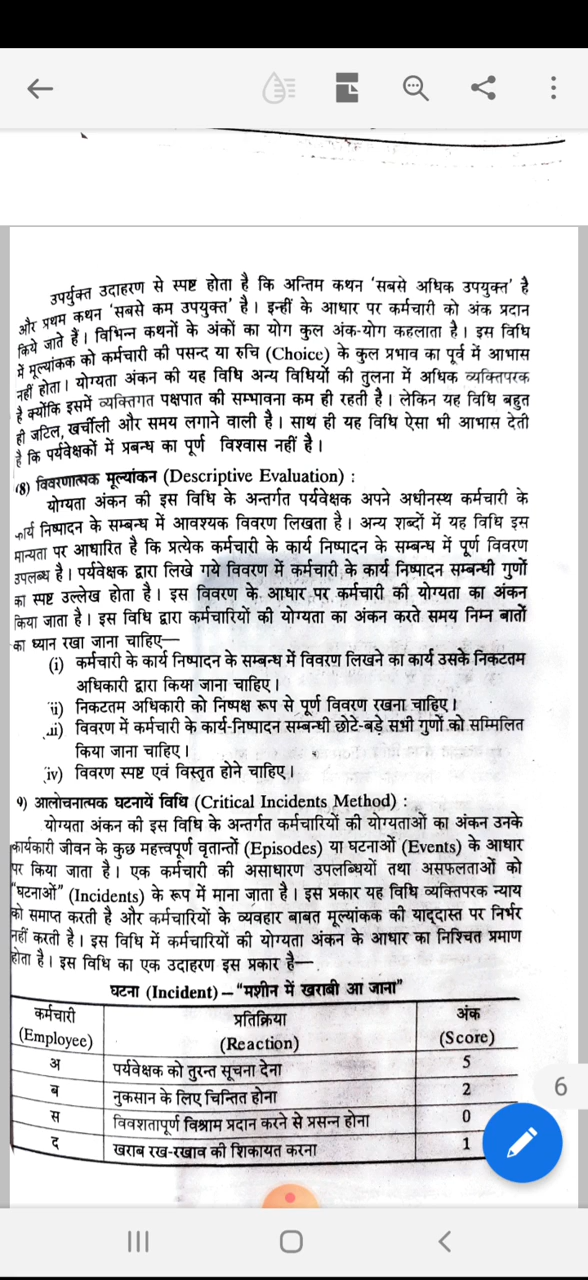 उपर्युक्त उदाहरण से स्पष्ट होता है कि अन्तिम कथन 'सबसे अधिक उपयुक्त' है
और प्रथम कथन 'सबसे कम उपयुक्त' है। इन्हीं के आधार पर कर्मचारी को अंक प्रदान
किये जाते हैं। विभिन्न कथनों के अंकों का योग कुल अंक-योग कहलाता है। इस विधि
में मूल्यांकक को कर्मचारी की पसन्द या रुचि (Choice) के कुल प्रभाव का पूर्व में आभास
नहीं होता। योग्यता अंकन की यह विधि अन्य विधियों की तुलना में अधिक व्यक्तिपरक
है क्योंकि इसमें व्यक्तिगत पक्षपात की सम्भावना कम ही रहती है। लेकिन यह विधि बहुत
ही जटिल, खर्चीली और समय लगाने वाली है। साथ ही यह विधि ऐसा भी आभास देती
है कि पर्यवेक्षकों में प्रबन्ध का पूर्ण विश्वास नहीं है।
(8) विवरणात्मक मूल्यांकन (Descriptive Evaluation) :
योग्यता अंकन की इस विधि के अन्तर्गत पर्यवेक्षक अपने अधीनस्थ कर्मचारी के
कार्य निष्पादन के सम्बन्ध में आवश्यक विवरण लिखता है। अन्य शब्दों में यह विधि इस
मान्यता पर आधारित है कि प्रत्येक कर्मचारी के कार्य निष्पादन के सम्बन्ध में पूर्ण विवरण
उपलब्ध है। पर्यवेक्षक द्वारा लिखे गये विवरण में कर्मचारी के कार्य निष्पादन सम्बन्धी गुणों
का स्पष्ट उल्लेख होता है। इस विवरण के आधार पर कर्मचारी की योग्यता का अंकन
किया जाता है। इस विधि द्वारा कर्मचारियों की योग्यता का अंकन करते समय निम्न बातों
का ध्यान रखा जाना चाहिए—
(i) कर्मचारी के कार्य निष्पादन के सम्बन्ध में विवरण लिखने का कार्य उसके निकटतम
अधिकारी द्वारा किया जाना चाहिए।
ii) निकटतम अधिकारी को निष्पक्ष रूप से पूर्ण विवरण रखना चाहिए।
iii) विवरण में कर्मचारी के कार्य-निष्पादन सम्बन्धी छोटे-बड़े सभी गुणों को सम्मिलित
किया जाना चाहिए।
iv) विवरण स्पष्ट एवं विस्तृत होने चाहिए।
9) आलोचनात्मक घटनायें विधि (Critical Incidents Method) :
योग्यता अंकन की इस विधि के अन्तर्गत कर्मचारियों की योग्यताओं का अंकन उनके
कार्यकारी जीवन के कुछ महत्त्वपूर्ण वृतान्तों (Episodes) या घटनाओं (Events) के आधार
पर किया जाता है। एक कर्मचारी की असाधारण उपलब्धियों तथा असफलताओं को
"घटनाओं" (Incidents) के रूप में माना जाता है। इस प्रकार यह विधि व्यक्तिपरक न्याय
को समाप्त करती है और कर्मचारियों के व्यवहार बाबत मूल्यांकक की याद्दास्त पर निर्भर
नहीं करती है। इस विधि में कर्मचारियों की योग्यता अंकन के आधार का निश्चित प्रमाण
होता है। इस विधि का एक उदाहरण इस प्रकार है—
घटना (Incident) – "मशीन में खराबी आ जाना"
कर्मचारी प्रतिक्रिया अंक
(Employee) (Reaction) (Score)
अ पर्यवेक्षक को तुरन्त सूचना देना 5
ब नुकसान के लिए चिन्तित होना 2
स विवशतापूर्ण विश्राम प्रदान करने से प्रसन्न होना 0
द खराब रख-रखाव की शिकायत करना 1
6